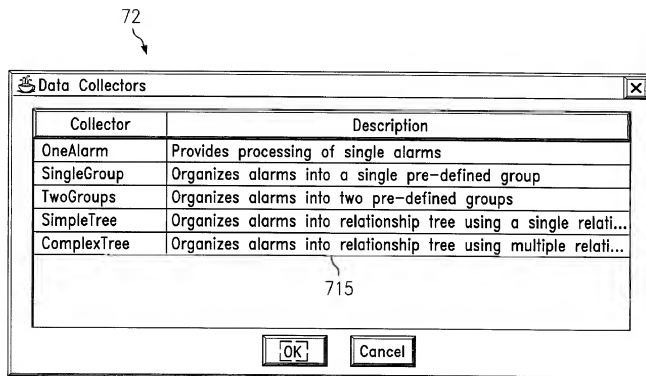 72
Data Collectors
Collector Description
OneAlarm Provides processing of single alarms
SingleGroup Organizes alarms into a single pre-defined group
TwoGroups Organizes alarms into two pre-defined groups
SimpleTree Organizes alarms into relationship tree using a single relati...
ComplexTree Organizes alarms into relationship tree using multiple relati...
715
OK Cancel